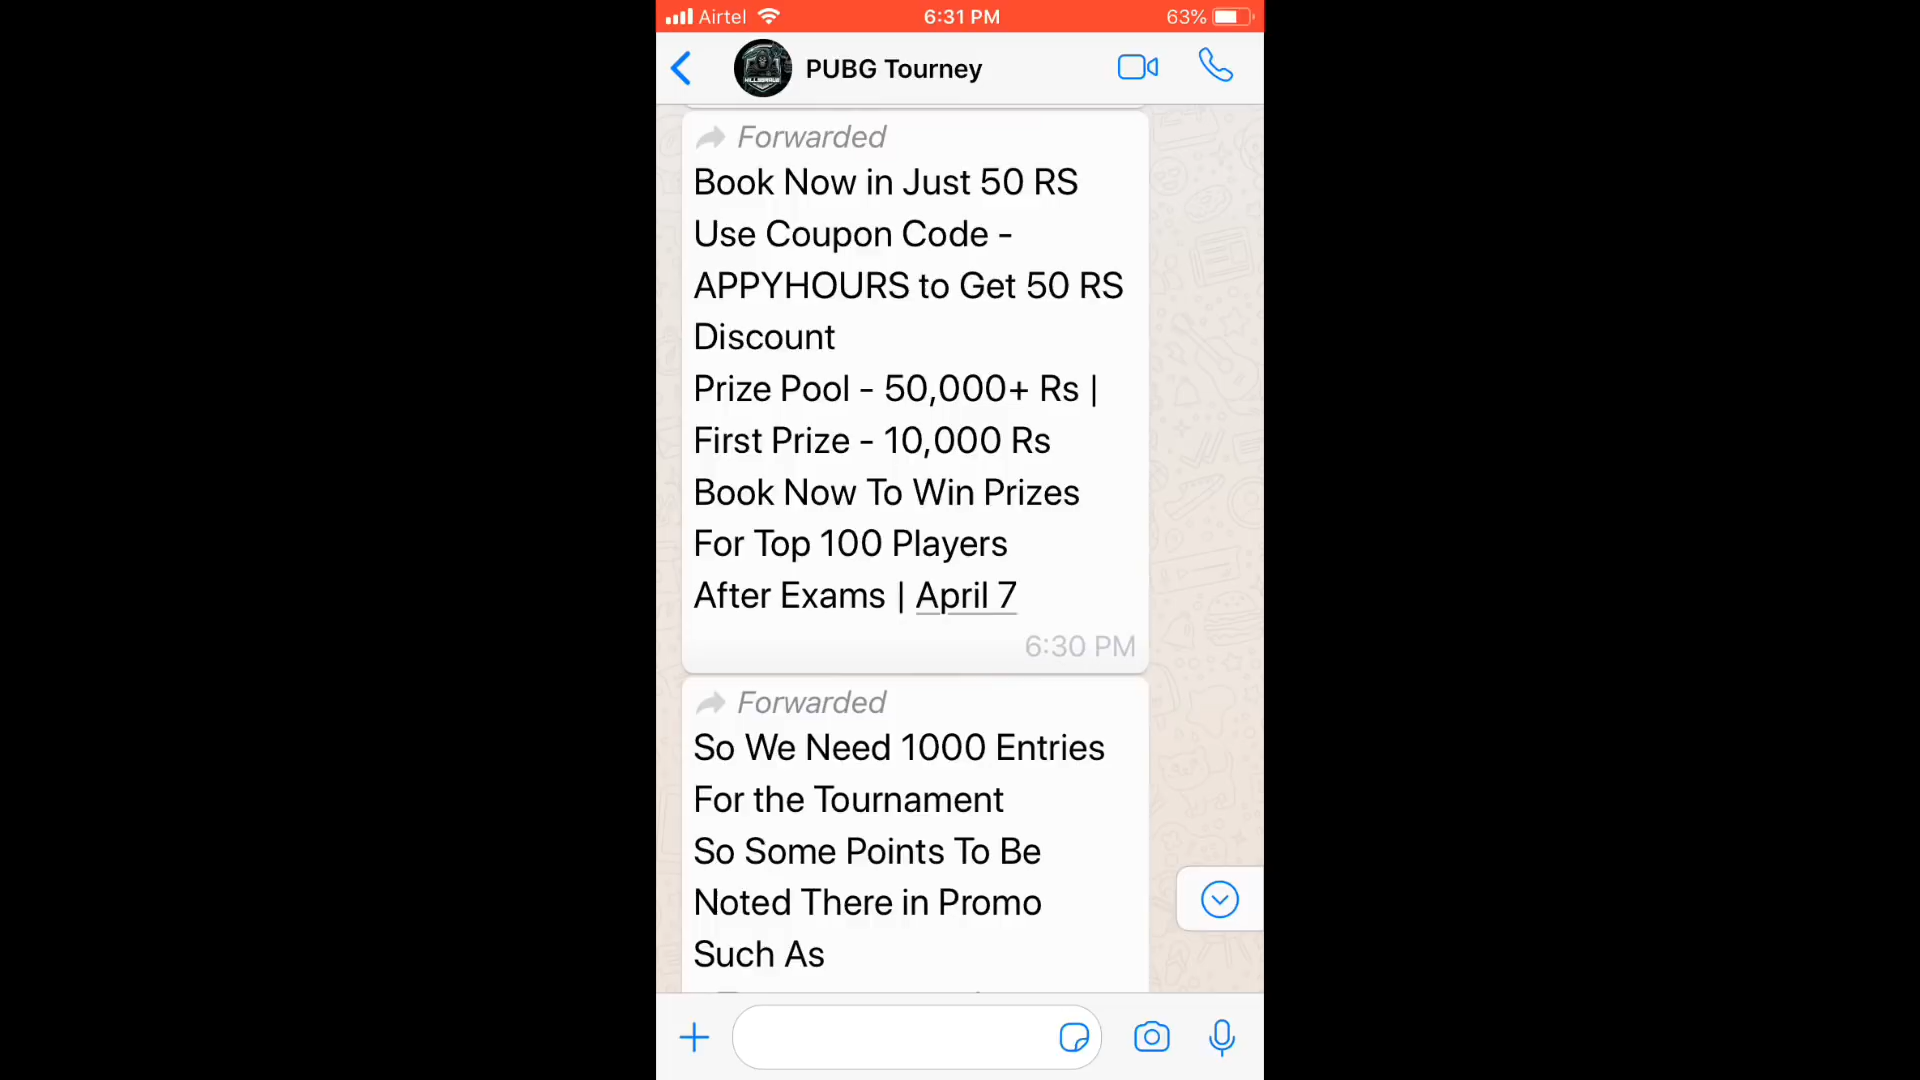 Airtel 6:31 PM 63%
PUBG Tourney
Forwarded
Book Now in Just 50 RS
Use Coupon Code -
APPYHOURS to Get 50 RS
Discount
Prize Pool - 50,000+ Rs |
First Prize - 10,000 Rs
Book Now To Win Prizes
For Top 100 Players
After Exams | April 7
6:30 PM
Forwarded
So We Need 1000 Entries
For the Tournament
So Some Points To Be
Noted There in Promo
Such As